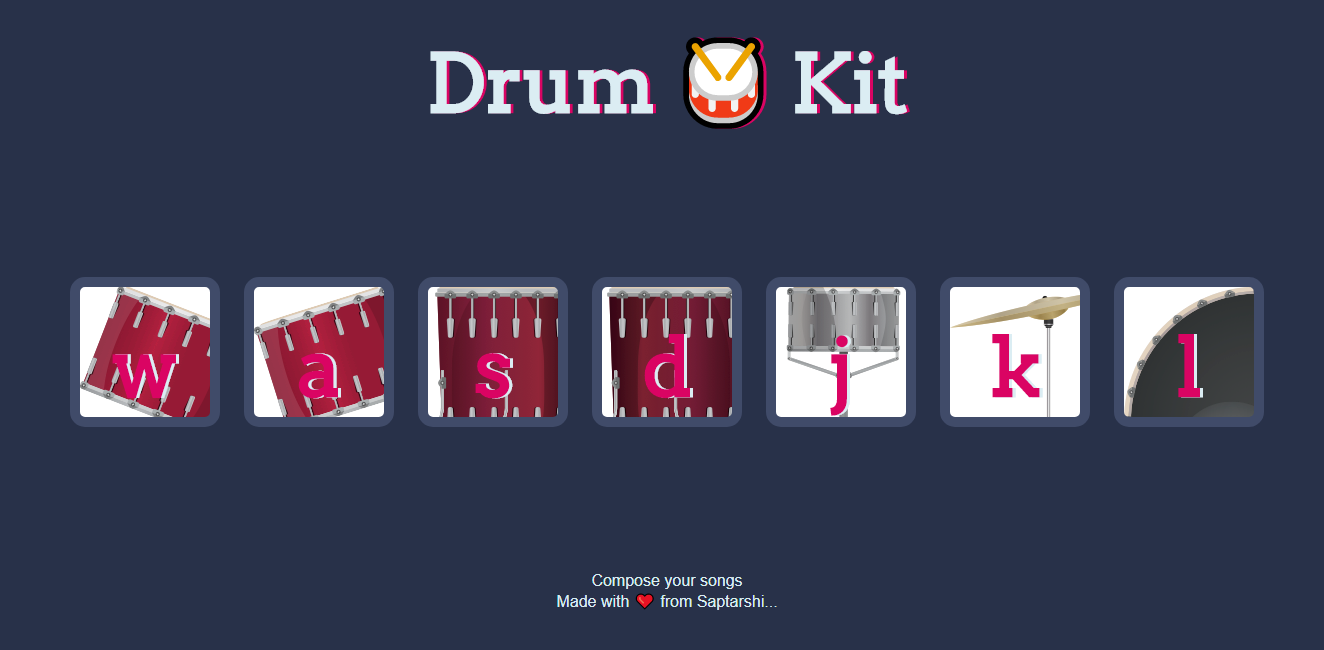 Drum 🥁 Kit
w a s d j k l
Compose your songs
Made with ❤️ from Saptarshi...